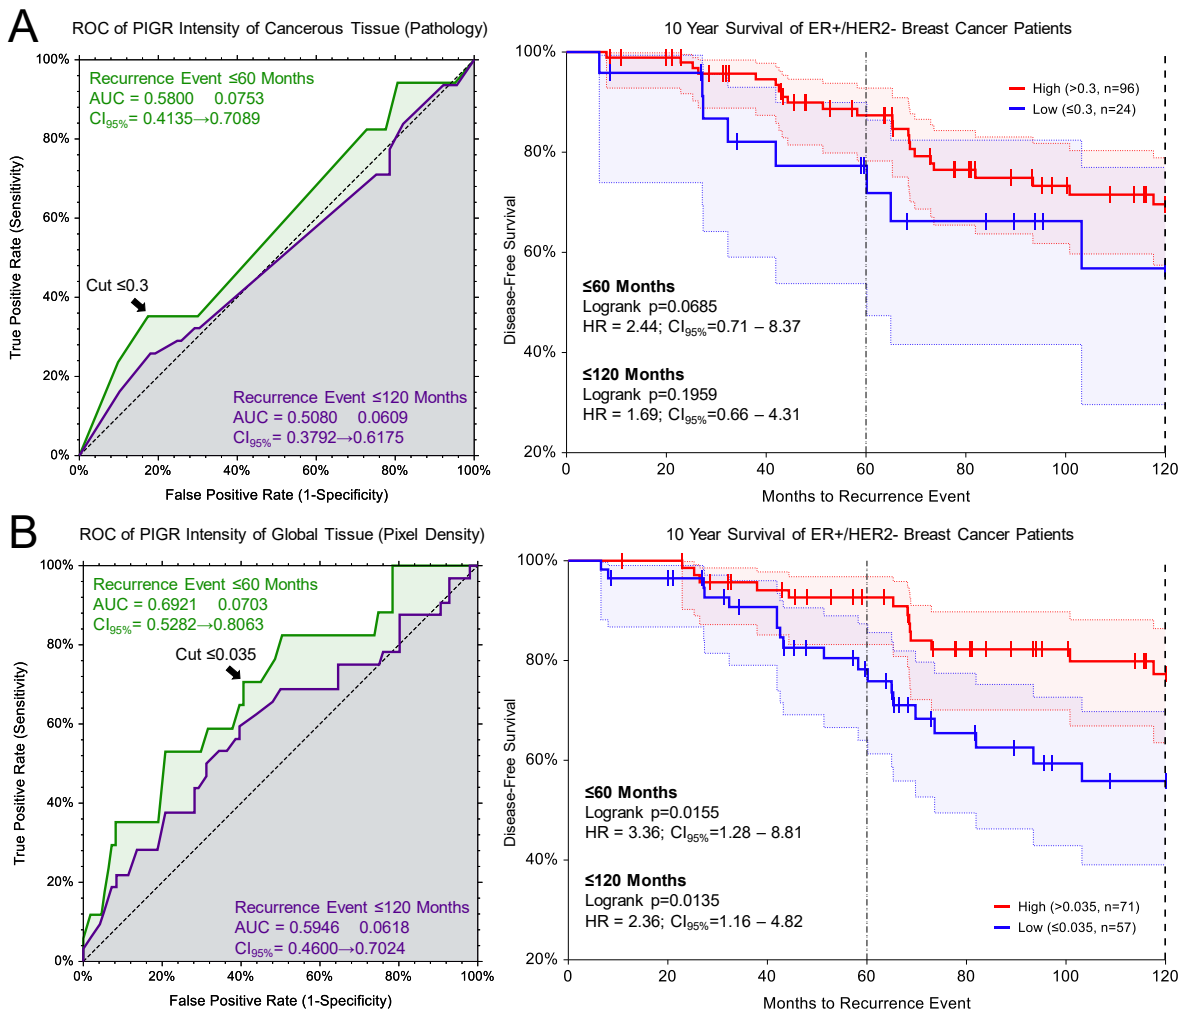 A
ROC of PIGR Intensity of Cancerous Tissue (Pathology)
100%
80%
60%
40%
20%
0%
True Positive Rate (Sensitivity)
Recurrence Event ≤60 Months
AUC = 0.5800 0.0753
CI95%= 0.4135→0.7089
Cut ≤0.3
Recurrence Event ≤120 Months
AUC = 0.5080 0.0609
CI95%= 0.3792→0.6175
0% 20% 40% 60% 80% 100%
False Positive Rate (1-Specificity)
10 Year Survival of ER+/HER2- Breast Cancer Patients
100%
80%
60%
40%
20%
Disease-Free Survival
High (>0.3, n=96)
Low (≤0.3, n=24)
≤60 Months
Logrank p=0.0685
HR = 2.44; CI95%=0.71 – 8.37
≤120 Months
Logrank p=0.1959
HR = 1.69; CI95%=0.66 – 4.31
0 20 40 60 80 100 120
Months to Recurrence Event
B
ROC of PIGR Intensity of Global Tissue (Pixel Density)
100%
80%
60%
40%
20%
0%
True Positive Rate (Sensitivity)
Recurrence Event ≤60 Months
AUC = 0.6921 0.0703
CI95%= 0.5282→0.8063
Cut ≤0.035
Recurrence Event ≤120 Months
AUC = 0.5946 0.0618
CI95%= 0.4600→0.7024
0% 20% 40% 60% 80% 100%
False Positive Rate (1-Specificity)
10 Year Survival of ER+/HER2- Breast Cancer Patients
100%
80%
60%
40%
20%
Disease-Free Survival
≤60 Months
Logrank p=0.0155
HR = 3.36; CI95%=1.28 – 8.81
≤120 Months
Logrank p=0.0135
HR = 2.36; CI95%=1.16 – 4.82
High (>0.035, n=71)
Low (≤0.035, n=57)
0 20 40 60 80 100 120
Months to Recurrence Event